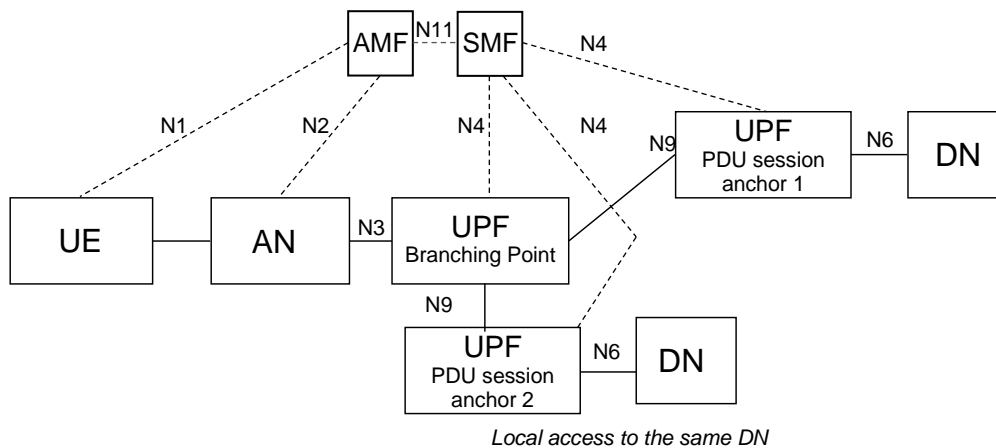 AMF
N11
SMF
N4
N1
N2
N4
N4
UPF
PDU session
anchor 1
N9
N6
DN
UE
AN
N3
UPF
Branching Point
N9
UPF
PDU session
anchor 2
N6
DN
Local access to the same DN